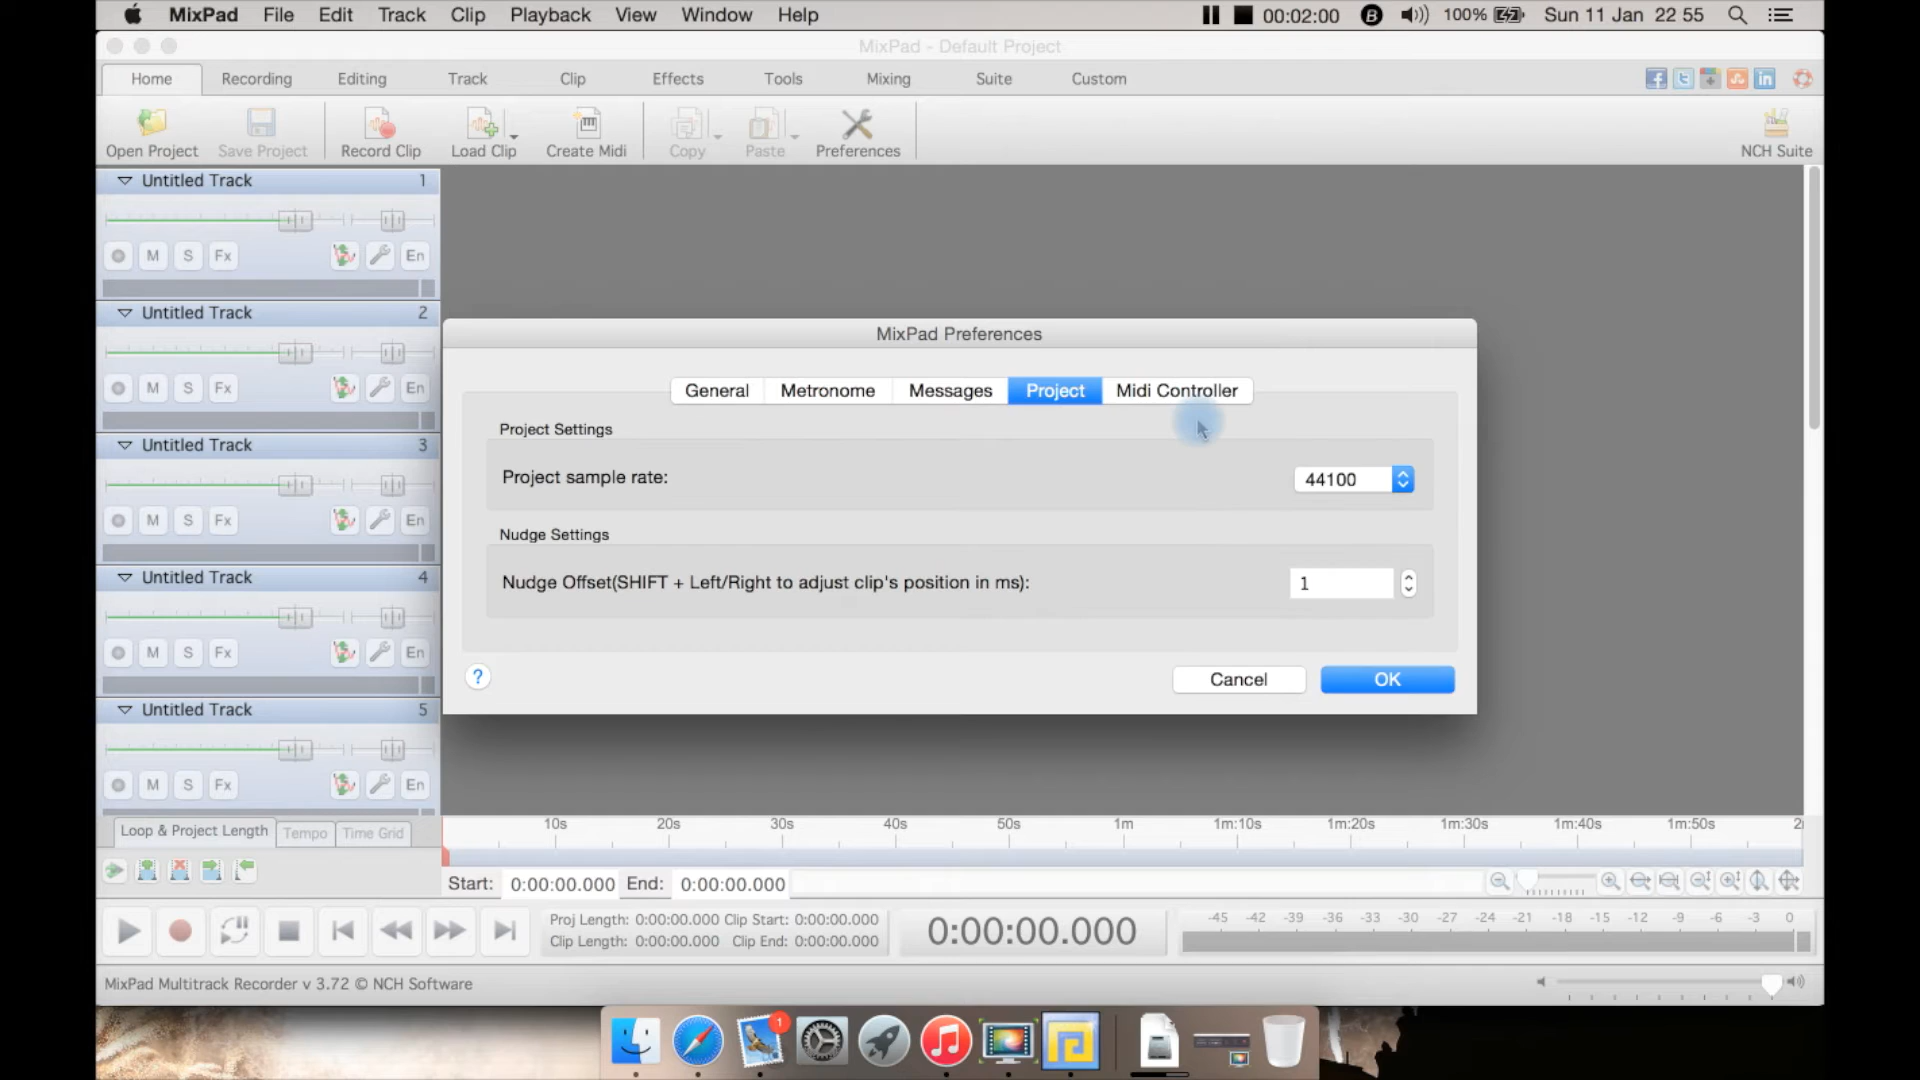 MixPad File Edit Track Clip Playback View Window Help 00:02:00 B 100% Sun 11 Jan 22 55
MixPad - Default Project
Home Recording Editing Track Clip Effects Tools Mixing Suite Custom
Open Project Save Project Record Clip Load Clip Create Midi Copy Paste Preferences NCH Suite
Untitled Track 1
M S Fx En
Untitled Track 2
M S Fx En
Untitled Track 3
M S Fx En
Untitled Track 4
M S Fx En
Untitled Track 5
M S Fx En
MixPad Preferences
General Metronome Messages Project Midi Controller
Project Settings
Project sample rate: 44100
Nudge Settings
Nudge Offset(SHIFT + Left/Right to adjust clip's position in ms): 1
? Cancel OK
Loop & Project Length Tempo Time Grid
10s 20s 30s 40s 50s 1m 1m:10s 1m:20s 1m:30s 1m:40s 1m:50s 2
Start: 0:00:00.000 End: 0:00:00.000
Proj Length: 0:00:00.000 Clip Start: 0:00:00.000
Clip Length: 0:00:00.000 Clip End: 0:00:00.000
0:00:00.000
-45 -42 -39 -36 -33 -30 -27 -24 -21 -18 -15 -12 -9 -6 -3 0
MixPad Multitrack Recorder v 3.72 © NCH Software
1